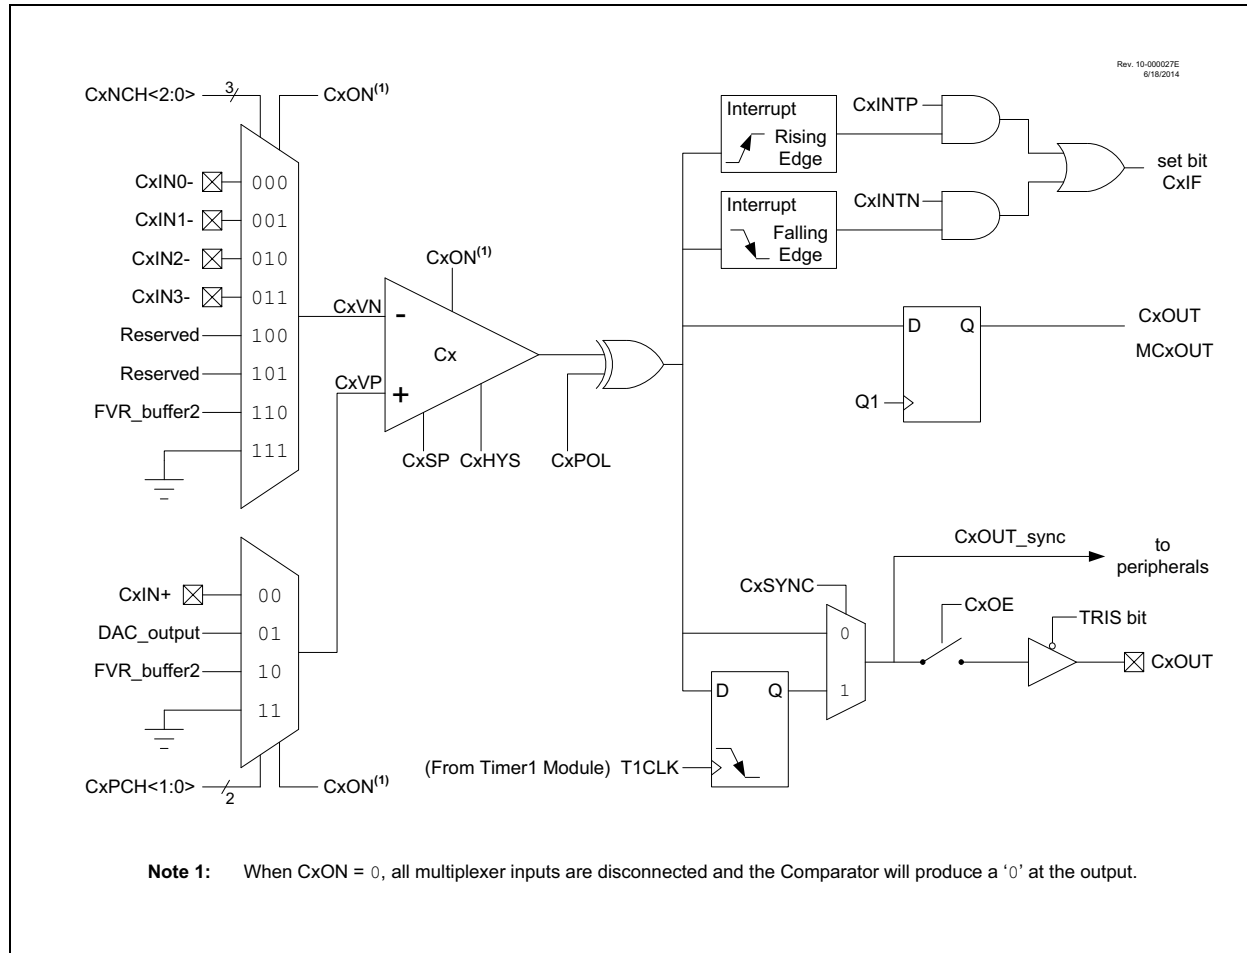 Rev. 10-000027E
6/18/2014
CxNCH<2:0>
3
CxON(1)
CxIN0-
000
CxIN1-
001
CxIN2-
010
CxIN3-
011
Reserved
100
Reserved
101
FVR_buffer2
110
111
CxVN
CxON(1)
-
Cx
CxVP
+
CxSP
CxHYS
CxPOL
Interrupt
Rising
Edge
CxINTP
Interrupt
Falling
Edge
CxINTN
set bit
CxIF
D
Q
Q1
CxOUT
MCxOUT
CxIN+
00
DAC_output
01
FVR_buffer2
10
11
CxPCH<1:0>
2
CxON(1)
CxOUT_sync
to
peripherals
CxSYNC
0
1
CxOE
TRIS bit
CxOUT
D
Q
(From Timer1 Module) T1CLK
Note 1: When CxON = 0, all multiplexer inputs are disconnected and the Comparator will produce a ‘0’ at the output.